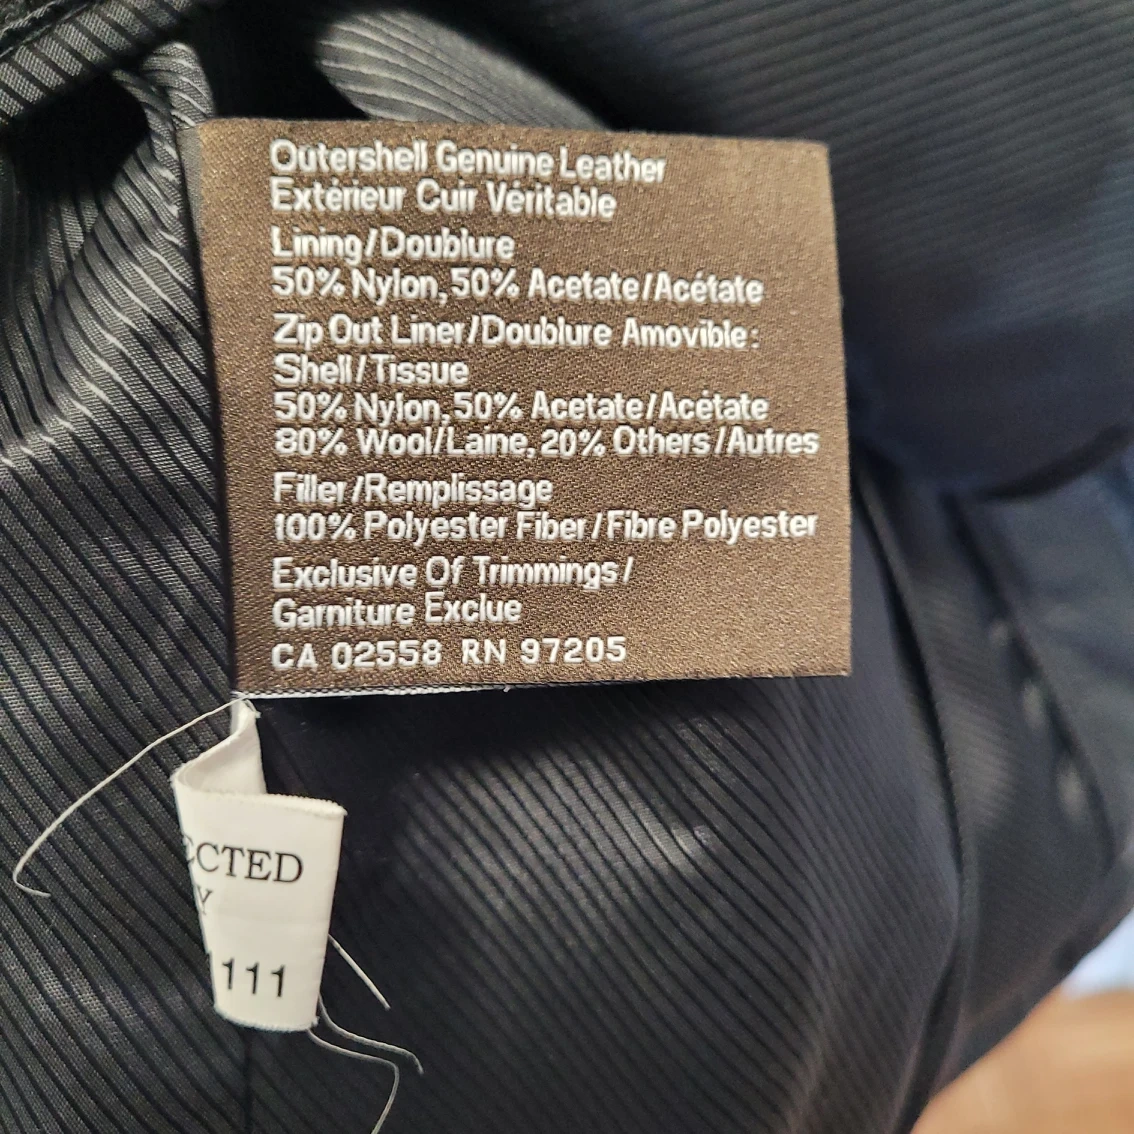 Outershell Genuine Leather
Extérieur Cuir Véritable
Lining/Doublure
50% Nylon, 50% Acetate/Acétate
Zip Out Liner/Doublure Amovible:
Shell/Tissue
50% Nylon, 50% Acetate/Acétate
80% Wool/Laine, 20% Others/Autres
Filler/Remplissage
100% Polyester Fiber/Fibre Polyester
Exclusive Of Trimmings/
Garniture Exclue
CA 02558 RN 97205
ECTED
Y
111